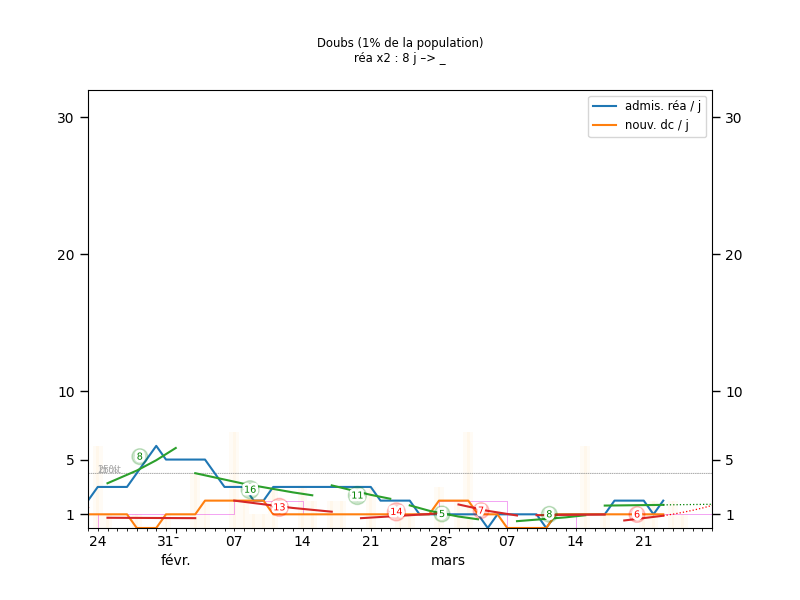 Doubs (1% de la population)
réa x2 : 8 j –> _
admis. réa / j
nouv. dc / j
30 30
20 20
10 10
5 5
1 1
8
16
13
11
14
5
7
8
6
24 31 07 14 21 28 07 14 21
févr. mars